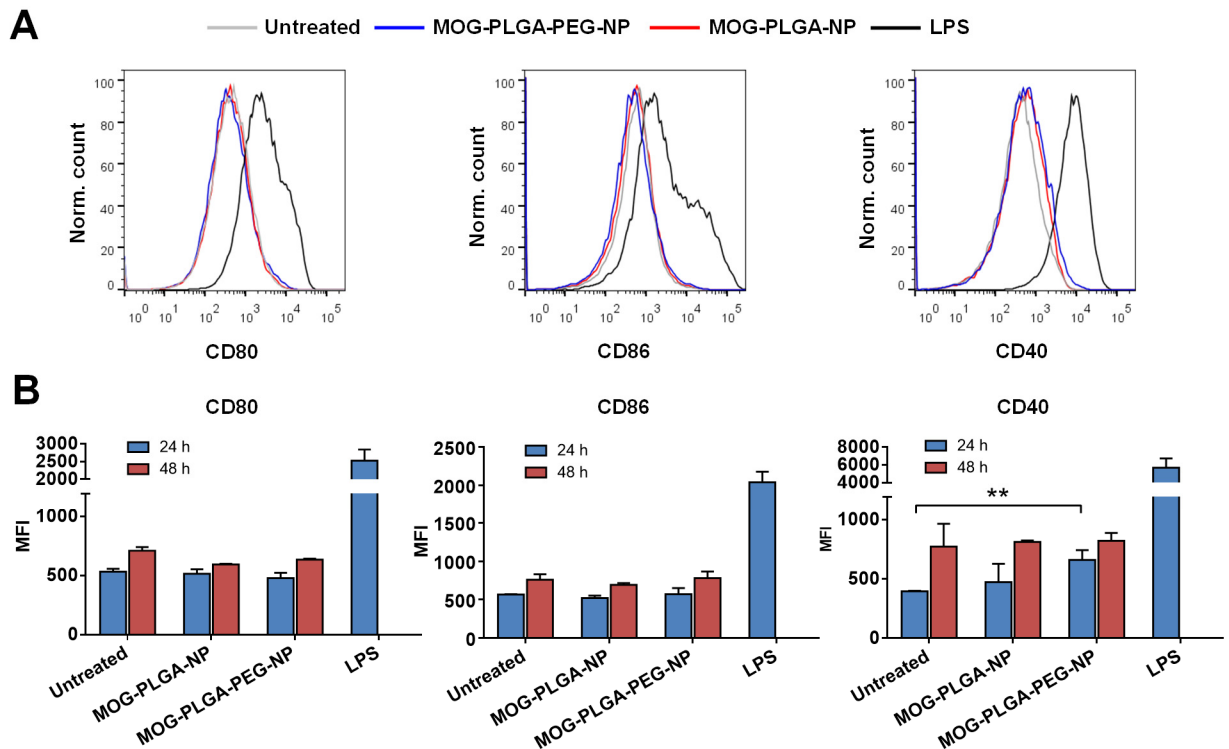 A
Untreated MOG-PLGA-PEG-NP MOG-PLGA-NP LPS
Norm. count
100
80
60
40
20
0
10^0 10^1 10^2 10^3 10^4 10^5
CD80
Norm. count
100
80
60
40
20
0
10^0 10^1 10^2 10^3 10^4 10^5
CD86
Norm. count
100
80
60
40
20
0
10^0 10^1 10^2 10^3 10^4 10^5
CD40
B
CD80
MFI
3000
2500
2000
1000
500
0
24 h
48 h
Untreated
MOG-PLGA-NP
MOG-PLGA-PEG-NP
LPS
CD86
MFI
2500
2000
1500
1000
500
0
24 h
48 h
Untreated
MOG-PLGA-NP
MOG-PLGA-PEG-NP
LPS
CD40
MFI
8000
6000
4000
1000
500
0
24 h
48 h
**
Untreated
MOG-PLGA-NP
MOG-PLGA-PEG-NP
LPS